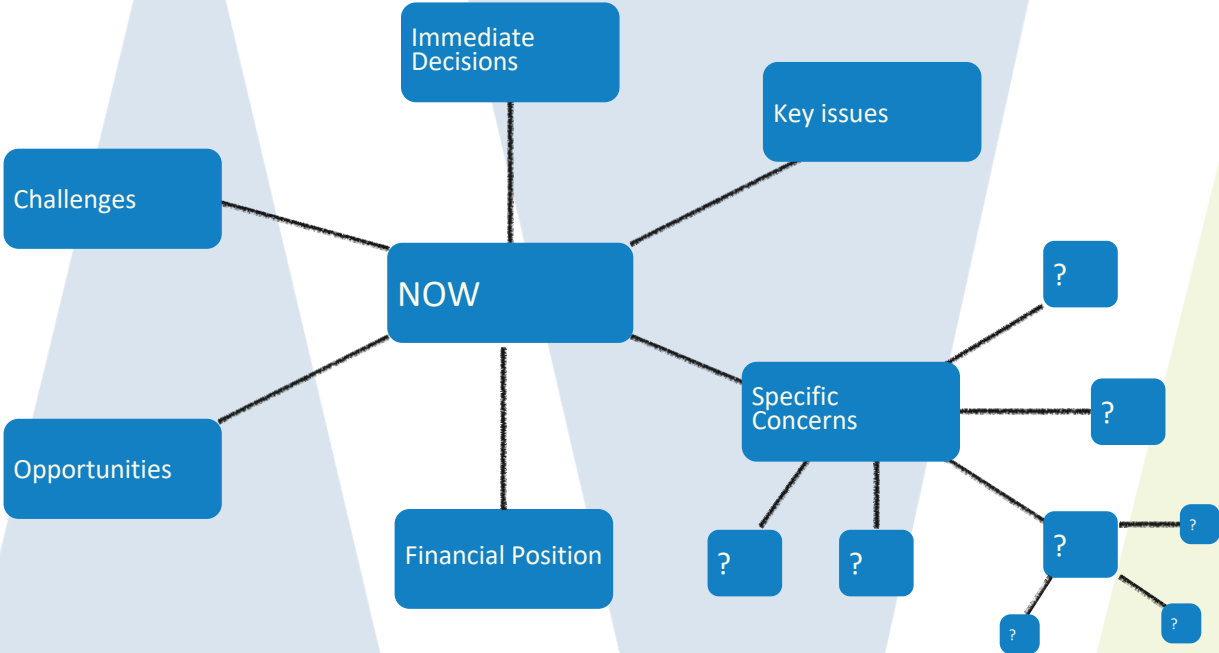 Immediate
Decisions
Key issues
Challenges
NOW
?
Specific
Concerns
?
Opportunities
Financial Position
?
?
?
?
?
?